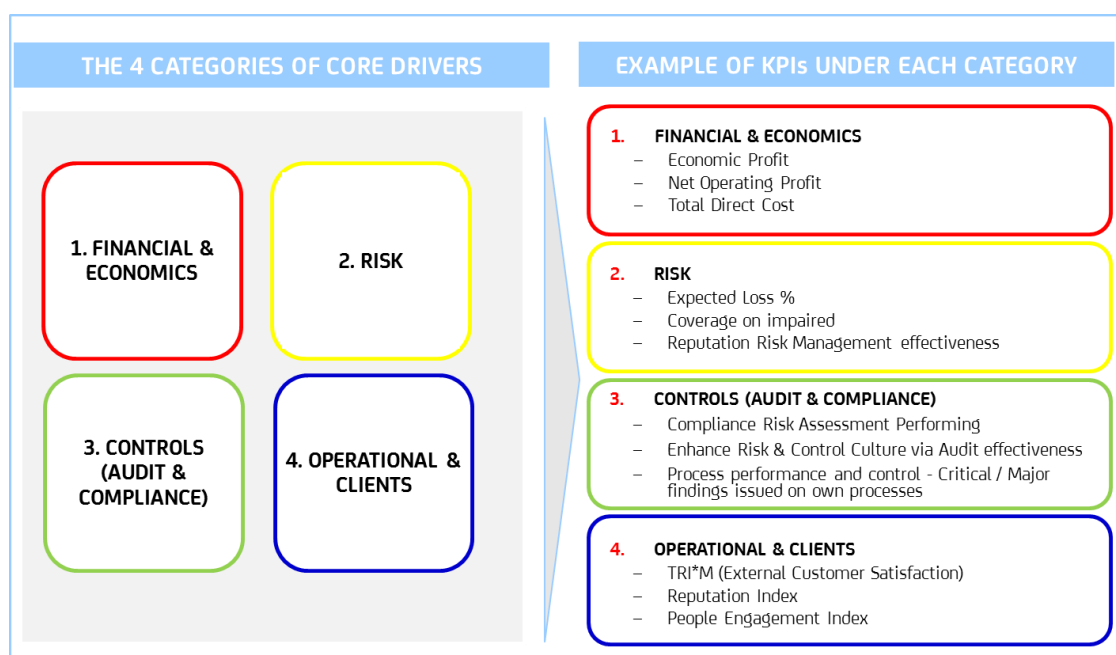 THE 4 CATEGORIES OF CORE DRIVERS
1. FINANCIAL &
ECONOMICS
2. RISK
3. CONTROLS
(AUDIT &
COMPLIANCE)
4. OPERATIONAL &
CLIENTS
EXAMPLE OF KPIs UNDER EACH CATEGORY
1. FINANCIAL & ECONOMICS
– Economic Profit
– Net Operating Profit
– Total Direct Cost
2. RISK
– Expected Loss %
– Coverage on impaired
– Reputation Risk Management effectiveness
3. CONTROLS (AUDIT & COMPLIANCE)
– Compliance Risk Assessment Performing
– Enhance Risk & Control Culture via Audit effectiveness
– Process performance and control - Critical / Major
findings issued on own processes
4. OPERATIONAL & CLIENTS
– TRI*M (External Customer Satisfaction)
– Reputation Index
– People Engagement Index